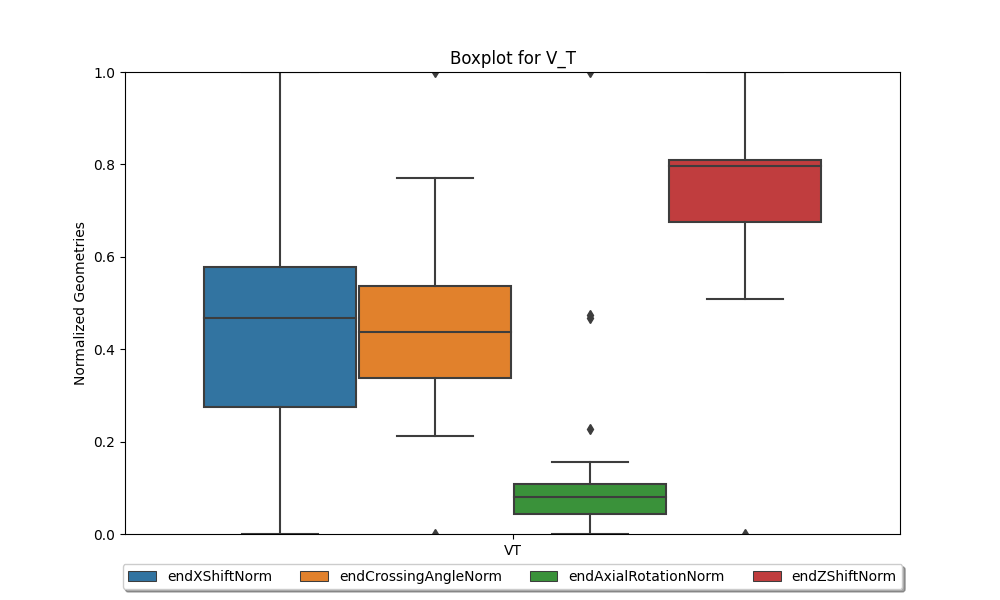 Boxplot for V_T
Normalized Geometries
1.0
0.8
0.6
0.4
0.2
0.0
VT
endXShiftNorm endCrossingAngleNorm endAxialRotationNorm endZShiftNorm